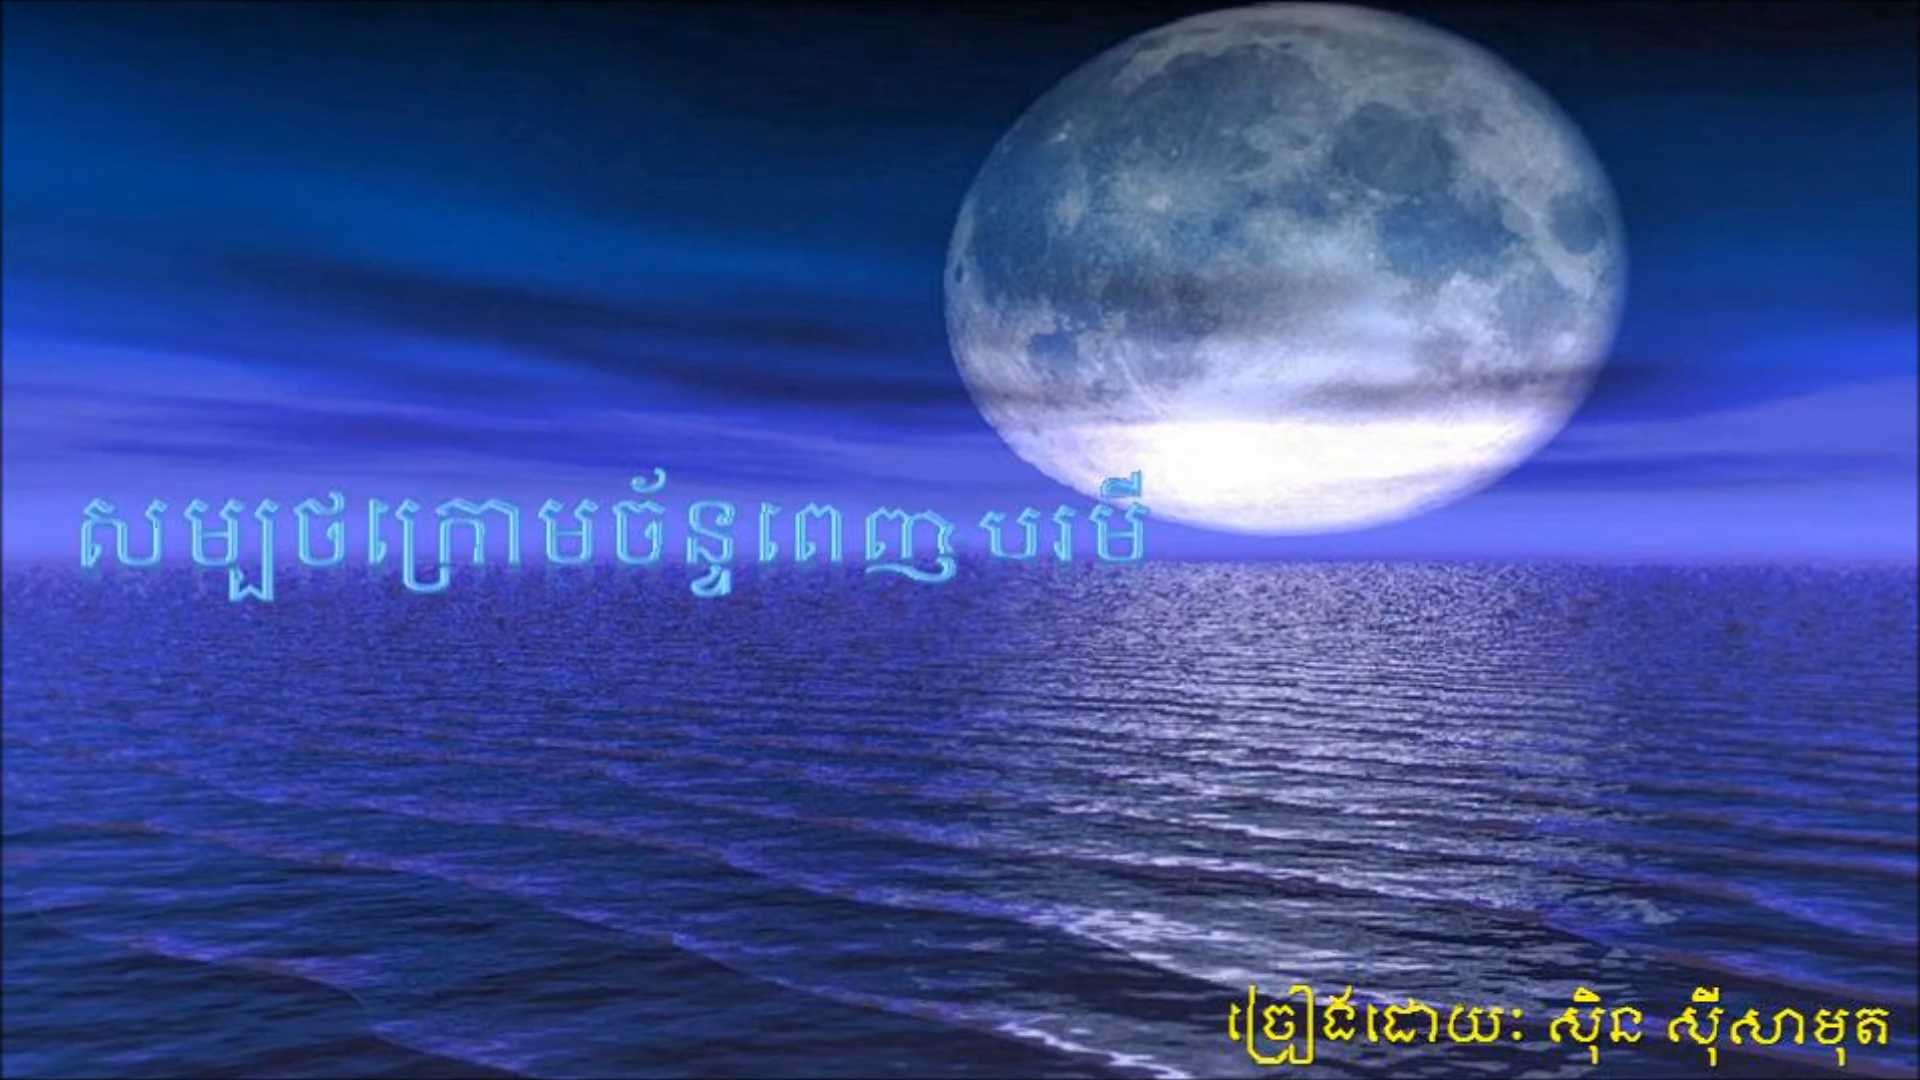 សម្បថក្រោមច័ន្ទពេញបរមី
ច្រៀងដោយៈ ស៊ិន ស៊ីសាមុត